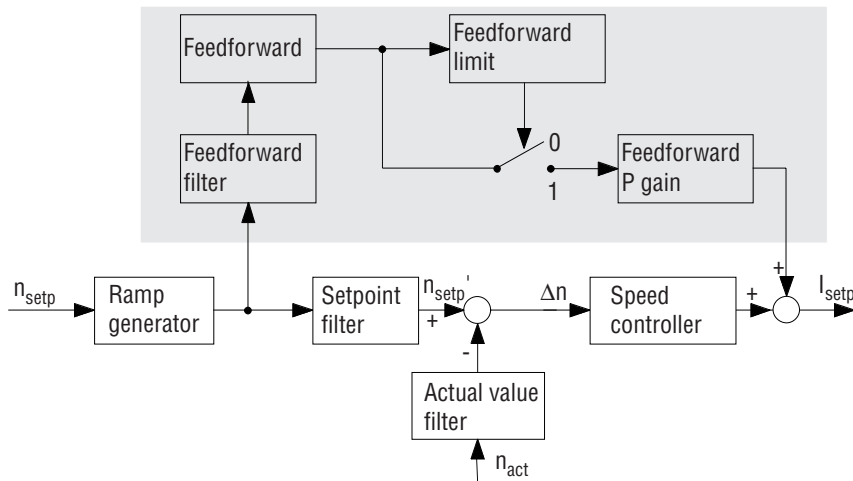 Feedforward
Feedforward
limit
Feedforward
filter
0
1
Feedforward
P gain
n_setp
Ramp
generator
Setpoint
filter
n_setp'
+
-
Δn
Speed
controller
+
+
I_setp
Actual value
filter
n_act